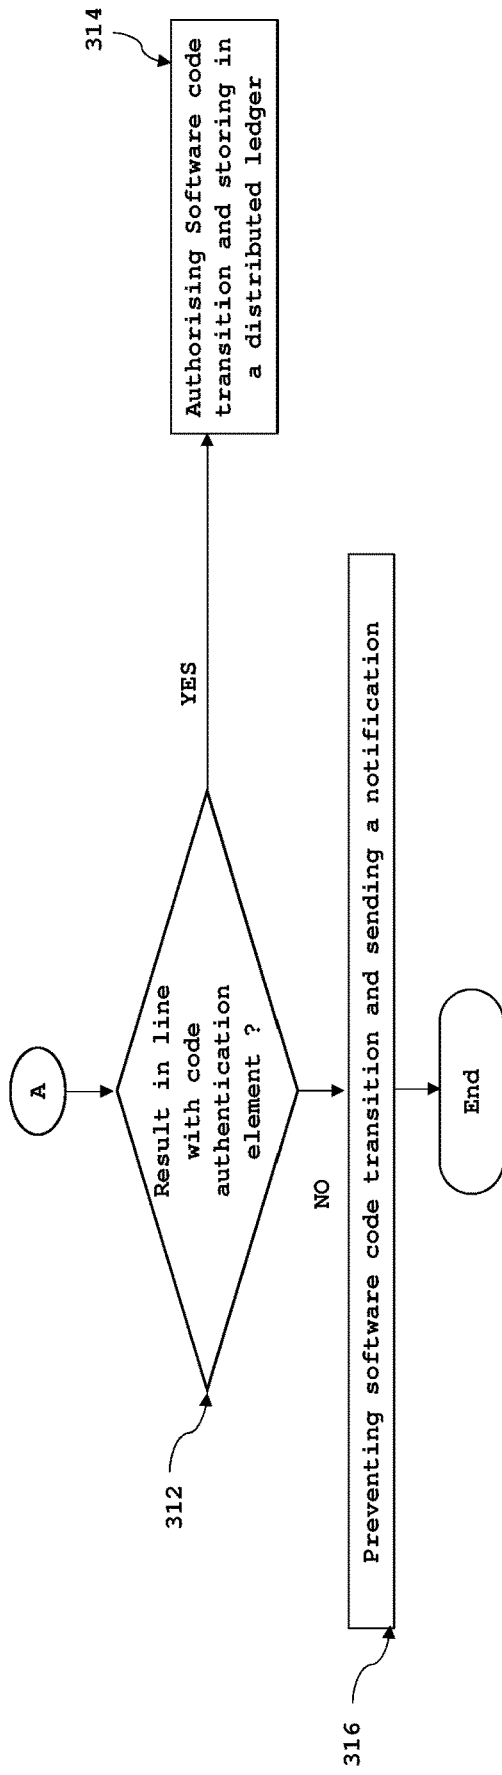 A
Result in line
with code
authentication
element ?
312
YES
314
Authorising Software code
transition and storing in
a distributed ledger
NO
316
Preventing software code transition and sending a notification
End